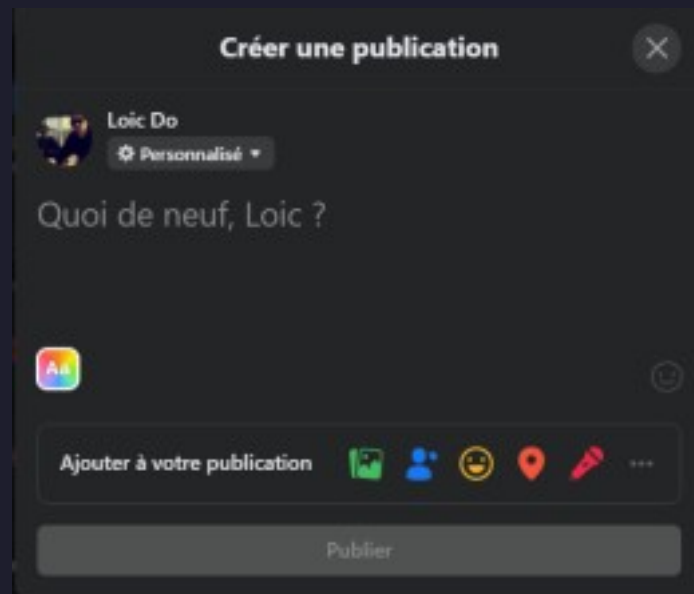 Créer une publication
Loic Do
Personnalisé
Quoi de neuf, Loic ?
Aa
Ajouter à votre publication
Publier